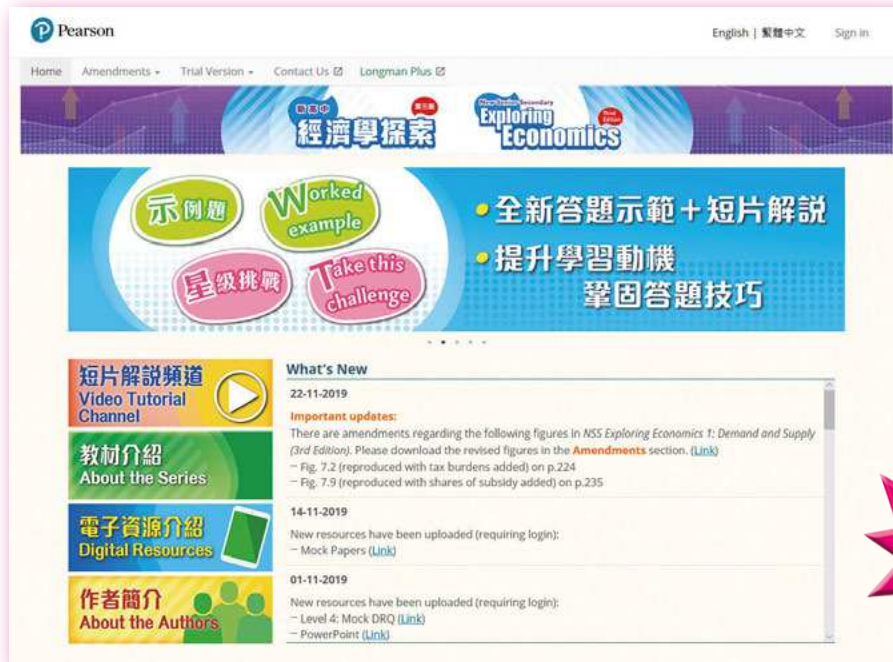 Pearson
English | 繁體中文 Sign in
Home Amendments Trial Version Contact Us Longman Plus
新高中 經濟學探索 第三版
New Senior Secondary Exploring Economics Third Edition
示例題
Worked example
星級挑戰
Take this challenge
•全新答題示範＋短片解說
•提升學習動機
鞏固答題技巧
短片解說頻道
Video Tutorial
Channel
教材介紹
About the Series
電子資源介紹
Digital Resources
作者簡介
About the Authors
What's New
22-11-2019
Important updates:
There are amendments regarding the following figures in NSS Exploring Economics 1: Demand and Supply
(3rd Edition). Please download the revised figures in the Amendments section. (Link)
− Fig. 7.2 (reproduced with tax burdens added) on p.224
− Fig. 7.9 (reproduced with shares of subsidy added) on p.235
14-11-2019
New resources have been uploaded (requiring login):
− Mock Papers (Link)
01-11-2019
New resources have been uploaded (requiring login):
− Level 4: Mock DRQ (Link)
− PowerPoint (Link)